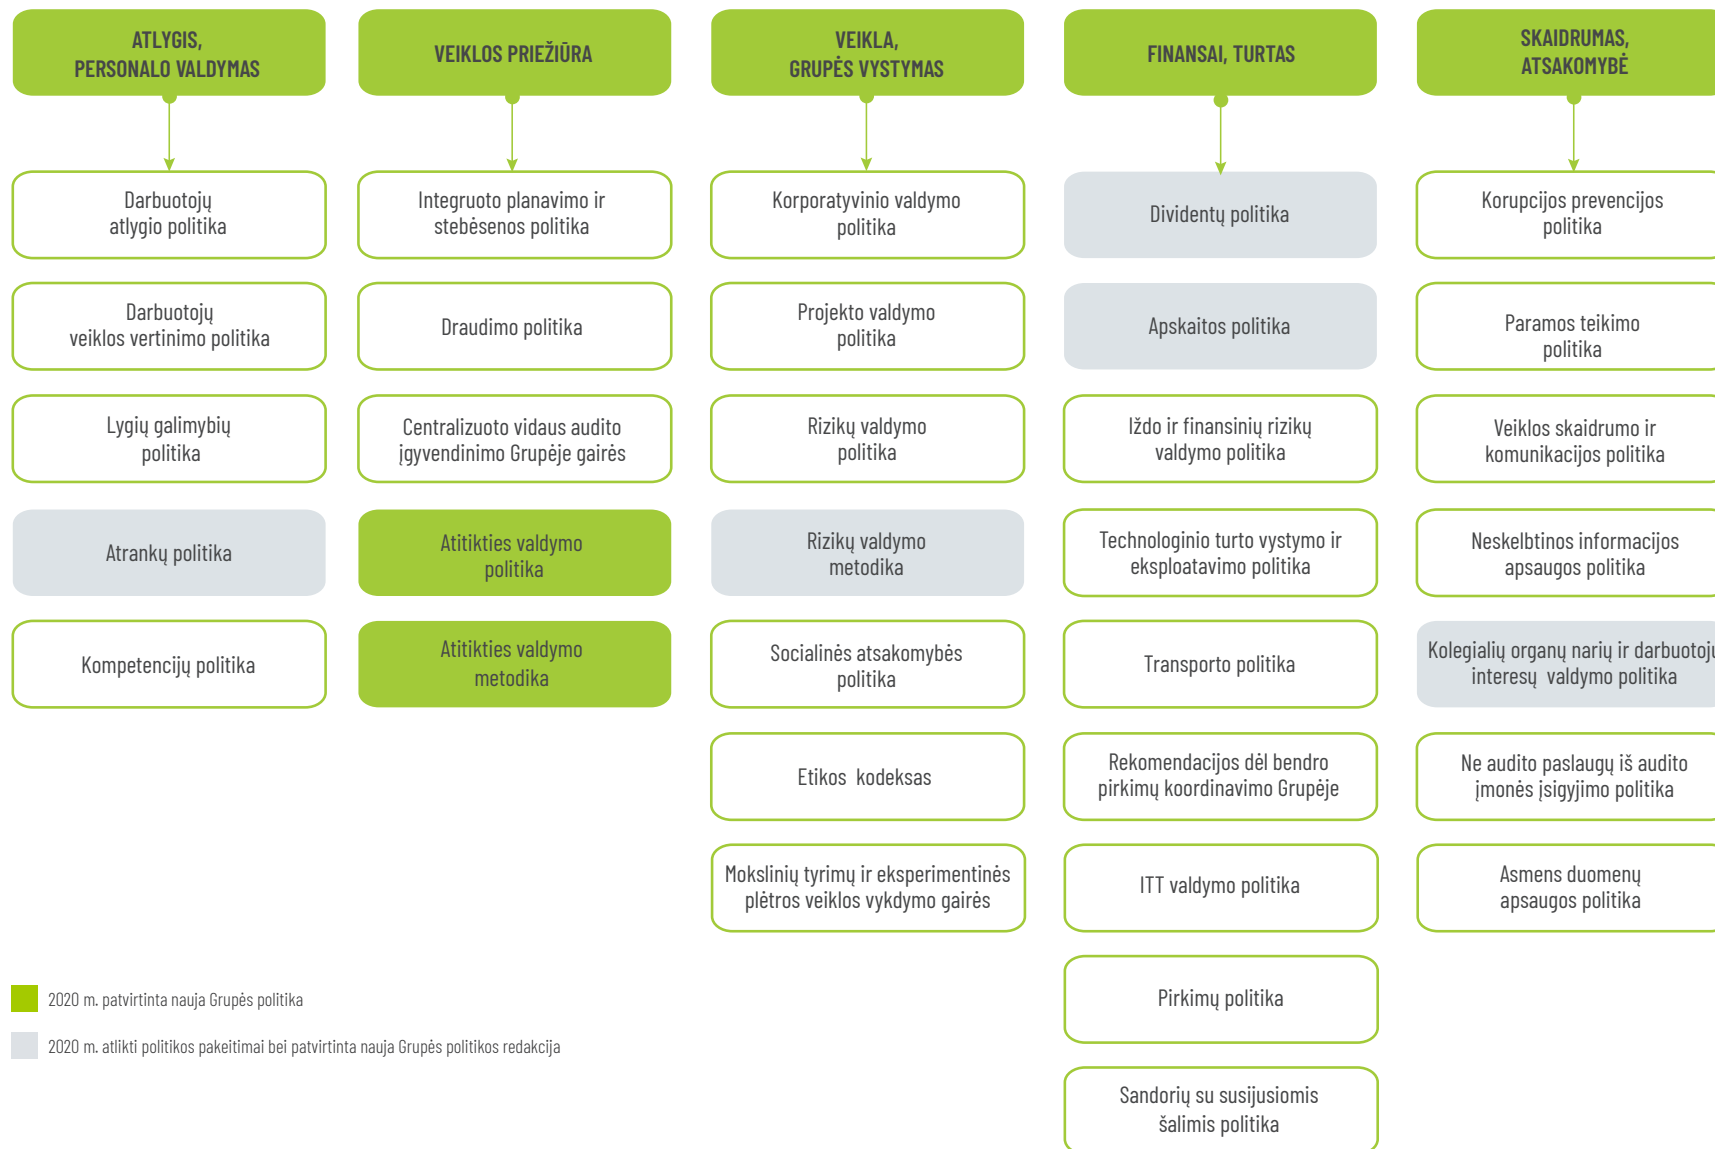 ATLYGIS,
PERSONALO VALDYMAS
Darbuotojų
atlygio politika
Darbuotojų
veiklos vertinimo politika
Lygių galimybių
politika
Atrankų politika
Kompetencijų politika
VEIKLOS PRIEŽIŪRA
Integruoto planavimo ir
stebėsenos politika
Draudimo politika
Centralizuoto vidaus audito
įgyvendinimo Grupėje gairės
Atitikties valdymo
politika
Atitikties valdymo
metodika
VEIKLA,
GRUPĖS VYSTYMAS
Korporatyvinio valdymo
politika
Projekto valdymo
politika
Rizikų valdymo
politika
Rizikų valdymo
metodika
Socialinės atsakomybės
politika
Etikos kodeksas
Mokslinių tyrimų ir eksperimentinės
plėtros veiklos vykdymo gairės
FINANSAI, TURTAS
Dividentų politika
Apskaitos politika
Iždo ir finansinių rizikų
valdymo politika
Technologinio turto vystymo ir
eksploatavimo politika
Transporto politika
Rekomendacijos dėl bendro
pirkimų koordinavimo Grupėje
ITT valdymo politika
Pirkimų politika
Sandorių su susijusiomis
šalimis politika
SKAIDRUMAS,
ATSAKOMYBĖ
Korupcijos prevencijos
politika
Paramos teikimo
politika
Veiklos skaidrumo ir
komunikacijos politika
Neskelbtinos informacijos
apsaugos politika
Kolegialių organų narių ir darbuotojų
interesų valdymo politika
Ne audito paslaugų iš audito
įmonės įsigyjimo politika
Asmens duomenų
apsaugos politika
2020 m. patvirtinta nauja Grupės politika
2020 m. atlikti politikos pakeitimai bei patvirtinta nauja Grupės politikos redakcija